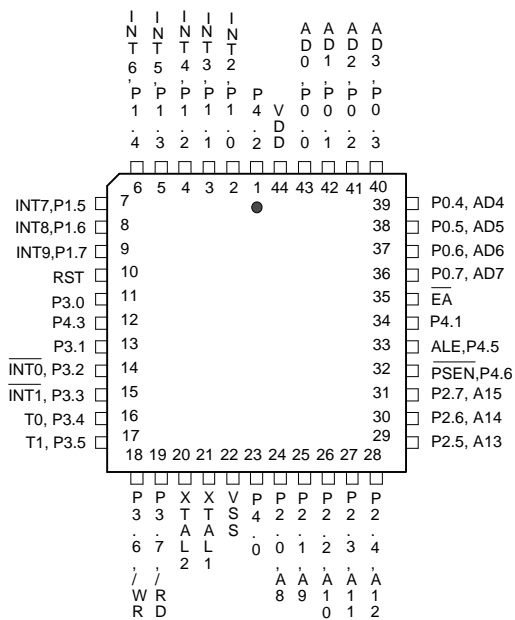 INT6,P1.4
INT5,P1.3
INT4,P1.2
INT3,P1.1
INT2,P1.0
P4.2
VDD
AD0,P0.0
AD1,P0.1
AD2,P0.2
AD3,P0.3
6 5 4 3 2 1 44 43 42 41 40
INT7,P1.5 7
INT8,P1.6 8
INT9,P1.7 9
RST 10
P3.0 11
P4.3 12
P3.1 13
INT0, P3.2 14
INT1, P3.3 15
T0, P3.4 16
T1, P3.5 17
39 P0.4, AD4
38 P0.5, AD5
37 P0.6, AD6
36 P0.7, AD7
35 EA
34 P4.1
33 ALE,P4.5
32 PSEN,P4.6
31 P2.7, A15
30 P2.6, A14
29 P2.5, A13
18 19 20 21 22 23 24 25 26 27 28
P3.6,/WR
P3.7,/RD
XTAL2
XTAL1
VSS
P4.0
P2.0,A8
P2.1,A9
P2.2,A10
P2.3,A11
P2.4,A12